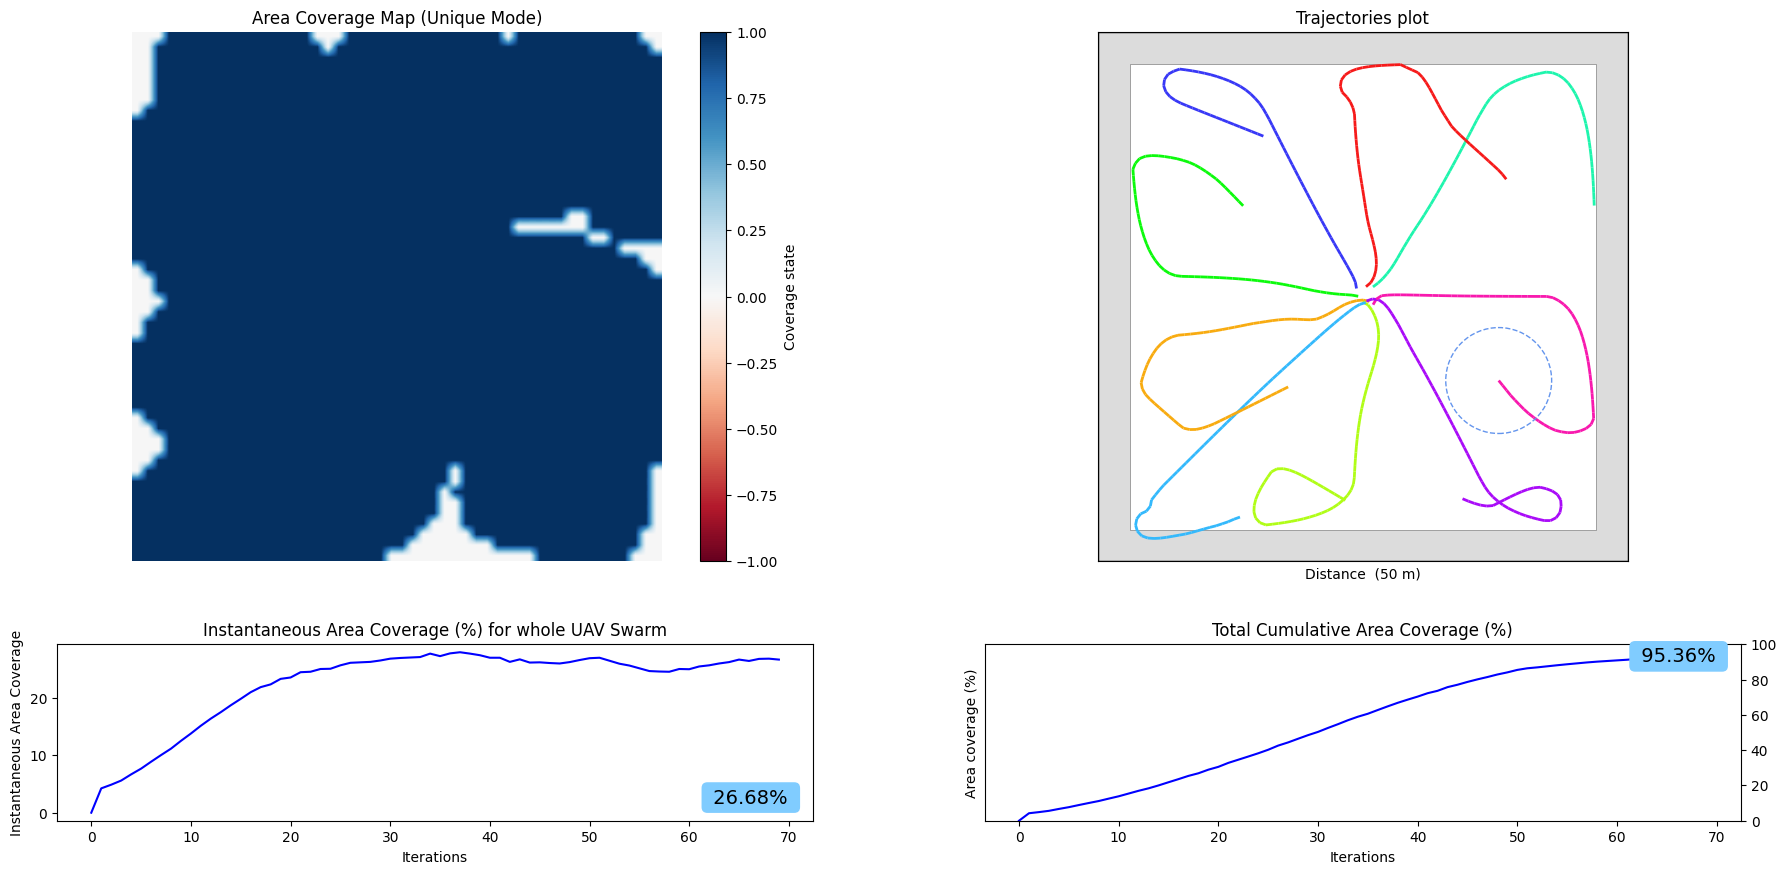 Area Coverage Map (Unique Mode)
1.00
0.75
0.50
0.25
0.00
−0.25
−0.50
−0.75
−1.00
Coverage state
Trajectories plot
Distance  (50 m)
Instantaneous Area Coverage (%) for whole UAV Swarm
Instantaneous Area Coverage
20
10
0
26.68%
0 10 20 30 40 50 60 70
Iterations
Total Cumulative Area Coverage (%)
Area coverage (%)
95.36%
100
80
60
40
20
0
0 10 20 30 40 50 60 70
Iterations